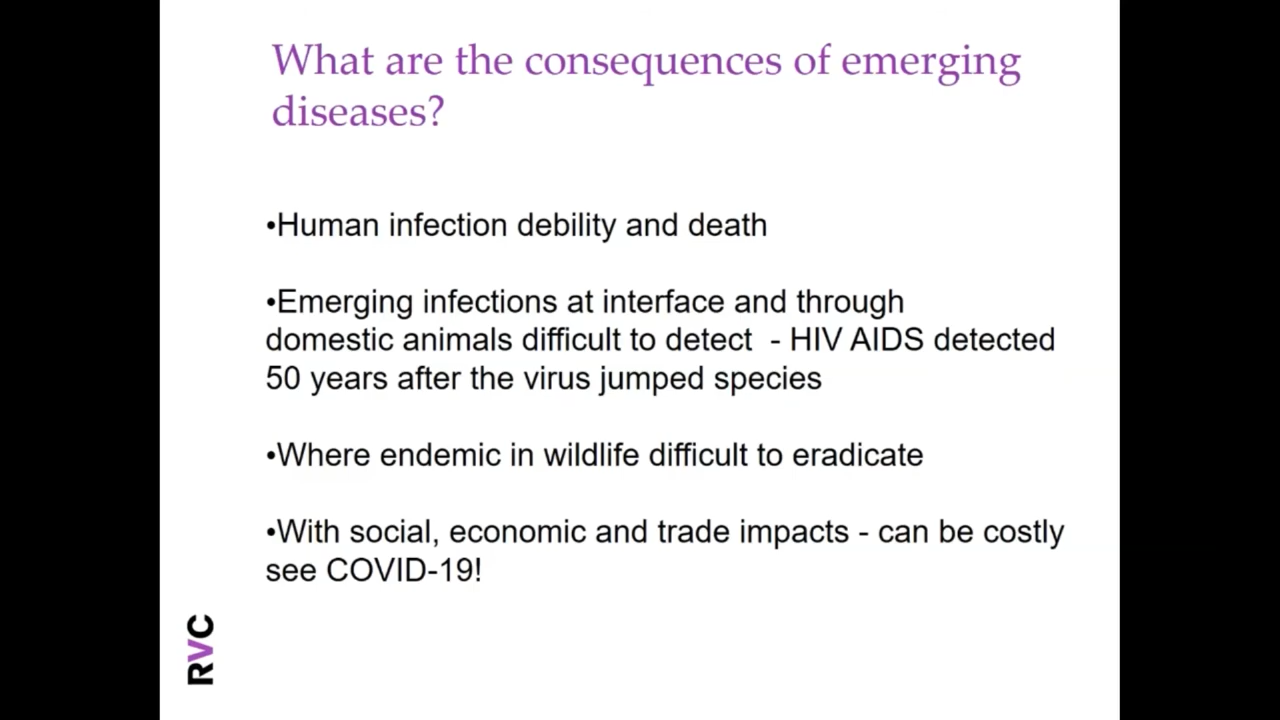 What are the consequences of emerging
diseases?
•Human infection debility and death
•Emerging infections at interface and through
domestic animals difficult to detect  - HIV AIDS detected
50 years after the virus jumped species
•Where endemic in wildlife difficult to eradicate
•With social, economic and trade impacts - can be costly
see COVID-19!
RVC